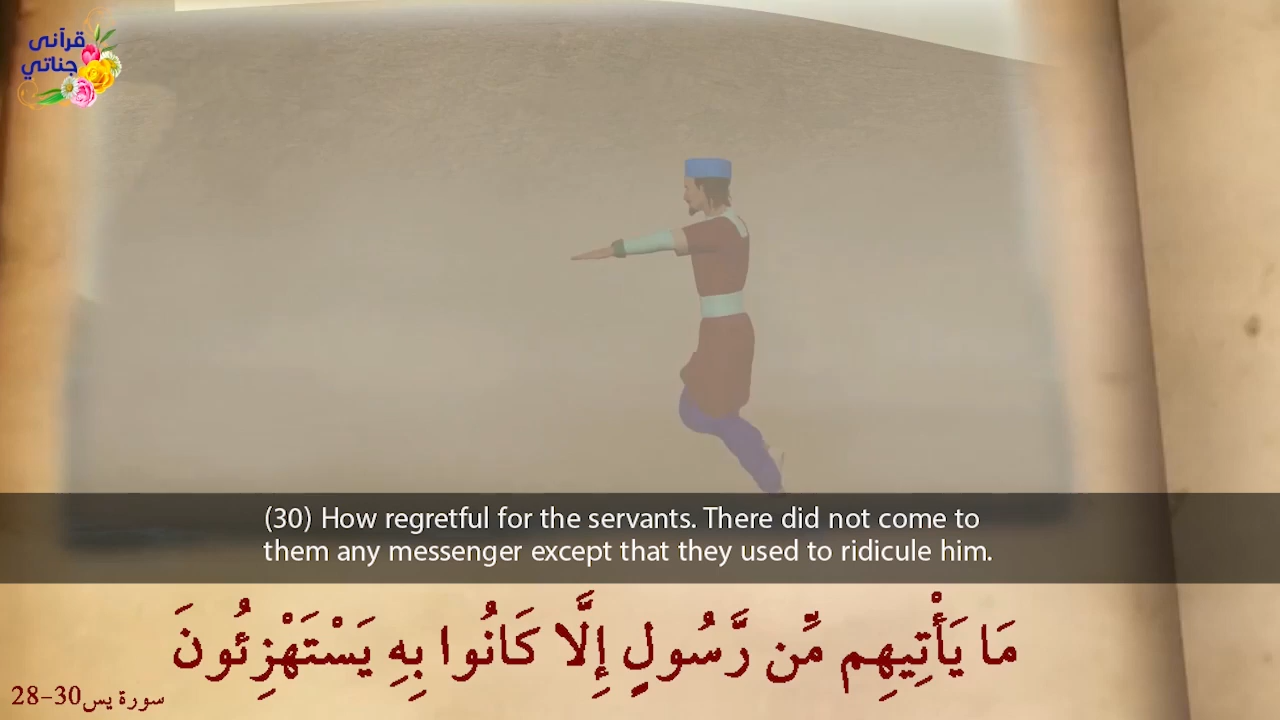 قرآنى
جناتي
(30) How regretful for the servants. There did not come to
them any messenger except that they used to ridicule him.
مَا يَأْتِيهِم مِّن رَّسُولٍ إِلَّا كَانُوا بِهِ يَسْتَهْزِئُونَ
سورة يس30-28